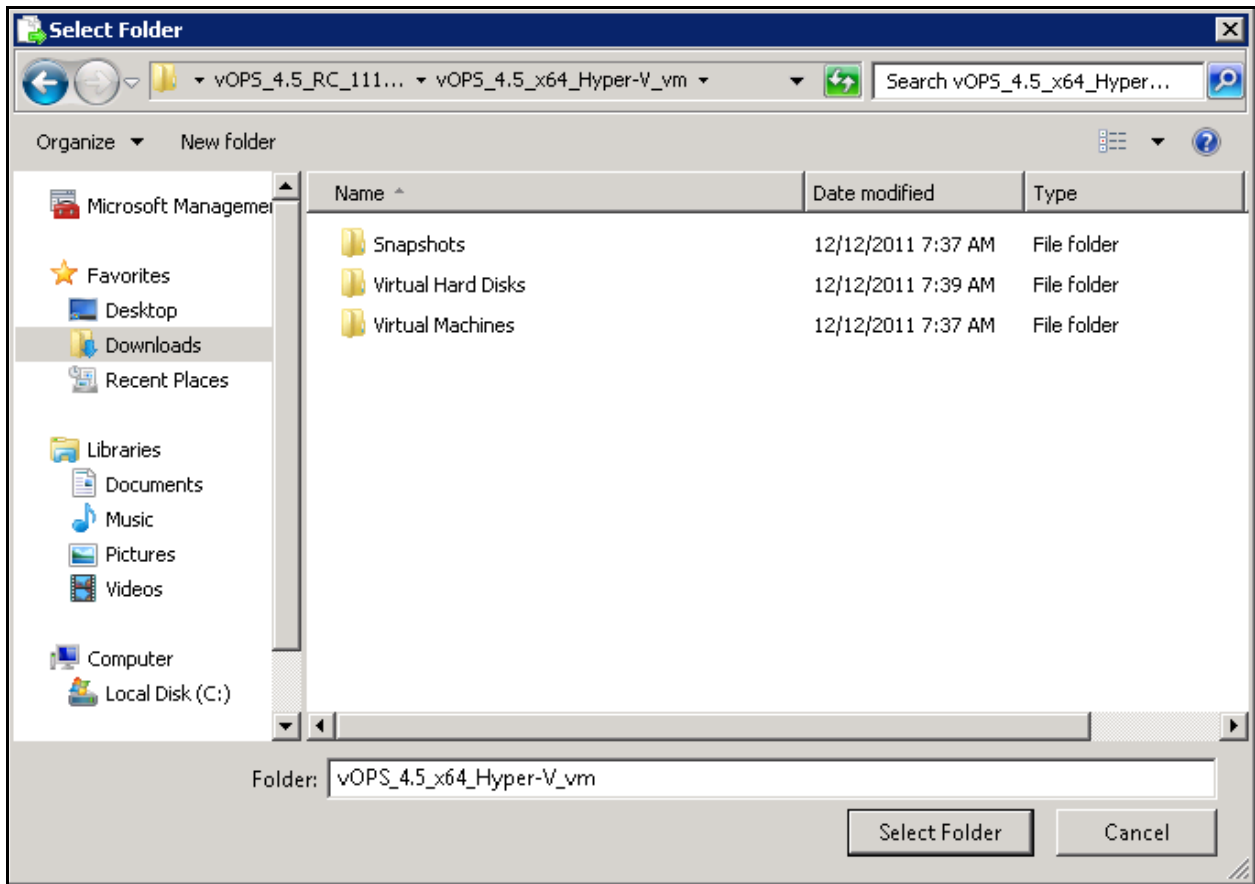 Select Folder
vOPS_4.5_RC_111... vOPS_4.5_x64_Hyper-V_vm Search vOPS_4.5_x64_Hyper...
Organize New folder
Microsoft Managemer
Favorites
Desktop
Downloads
Recent Places
Libraries
Documents
Music
Pictures
Videos
Computer
Local Disk (C:)
Name Date modified Type
Snapshots 12/12/2011 7:37 AM File folder
Virtual Hard Disks 12/12/2011 7:39 AM File folder
Virtual Machines 12/12/2011 7:37 AM File folder
Folder: vOPS_4.5_x64_Hyper-V_vm
Select Folder Cancel